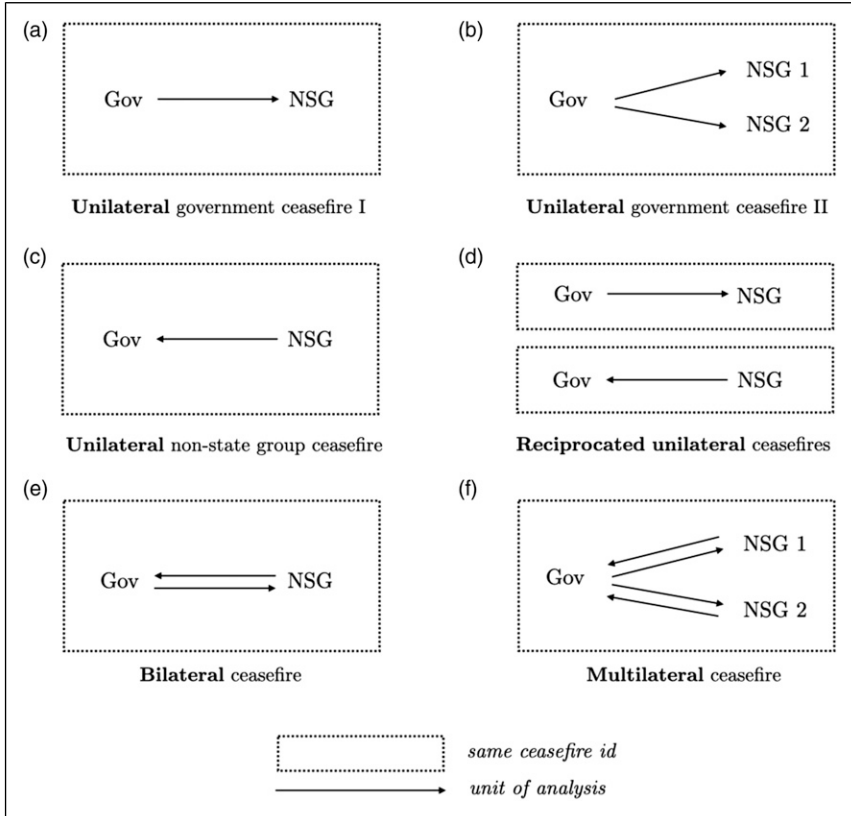 (a)
Gov
NSG
Unilateral government ceasefire I
(b)
Gov
NSG 1
NSG 2
Unilateral government ceasefire II
(c)
Gov
NSG
Unilateral non-state group ceasefire
(d)
Gov
NSG
Gov
NSG
Reciprocated unilateral ceasefires
(e)
Gov
NSG
Bilateral ceasefire
(f)
Gov
NSG 1
NSG 2
Multilateral ceasefire
same ceasefire id
unit of analysis